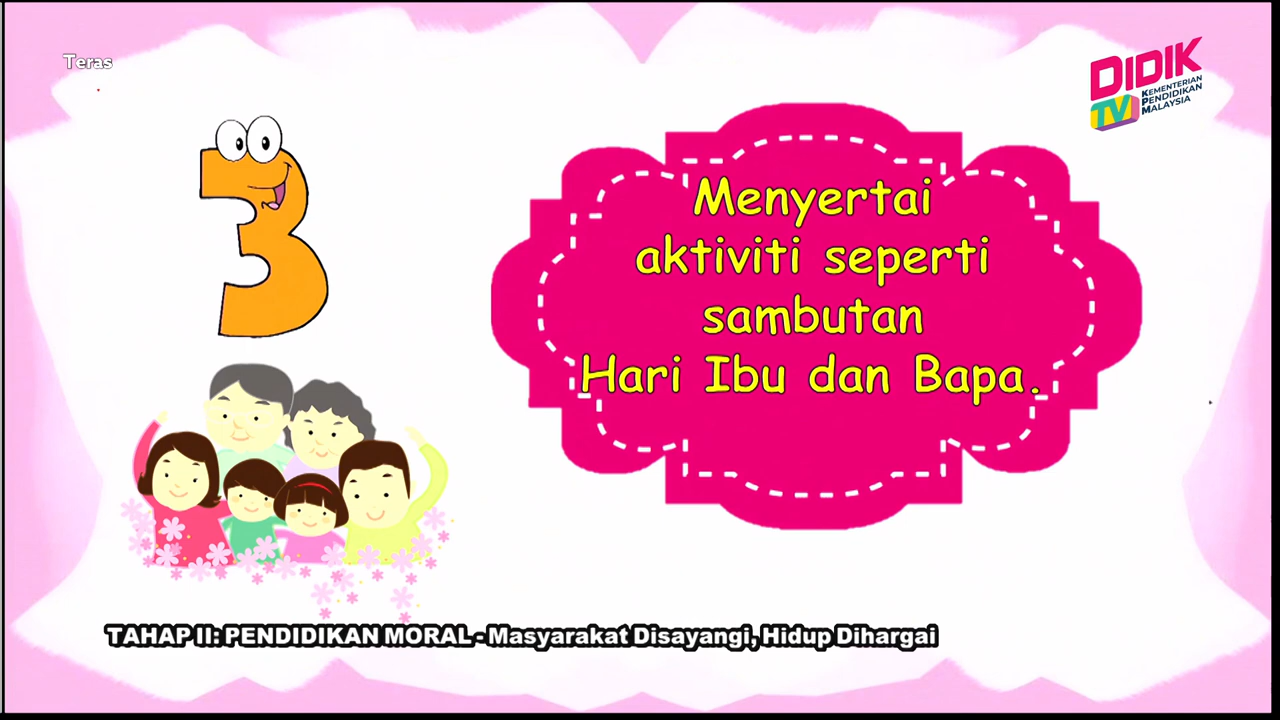 Teras
DIDIK
TV
KEMENTERIAN
PENDIDIKAN
MALAYSIA
3
Menyertai
aktiviti seperti
sambutan
Hari Ibu dan Bapa.
TAHAP II: PENDIDIKAN MORAL - Masyarakat Disayangi, Hidup Dihargai